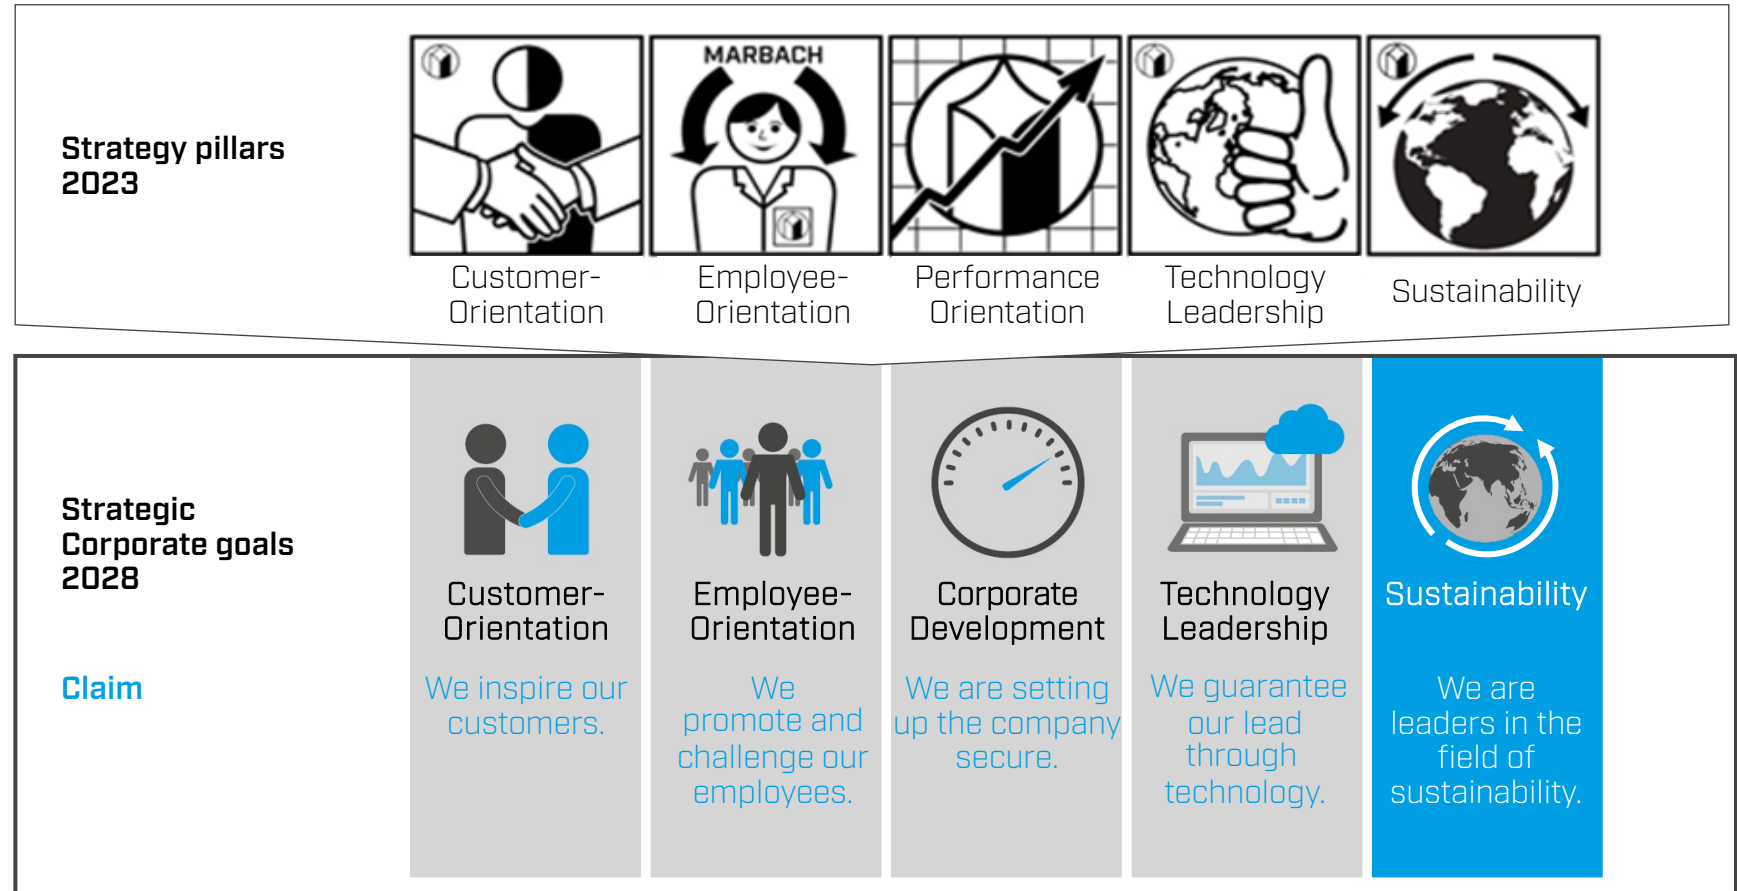 MARBACH
Strategy pillars
2023
Customer-
Orientation
Employee-
Orientation
Performance
Orientation
Technology
Leadership
Sustainability
Strategic
Corporate goals
2028
Customer-
Orientation
Employee-
Orientation
Corporate
Development
Technology
Leadership
Sustainability
Claim
We inspire our
customers.
We
promote and
challenge our
employees.
We are setting
up the company
secure.
We guarantee
our lead
through
technology.
We are
leaders in the
field of
sustainability.